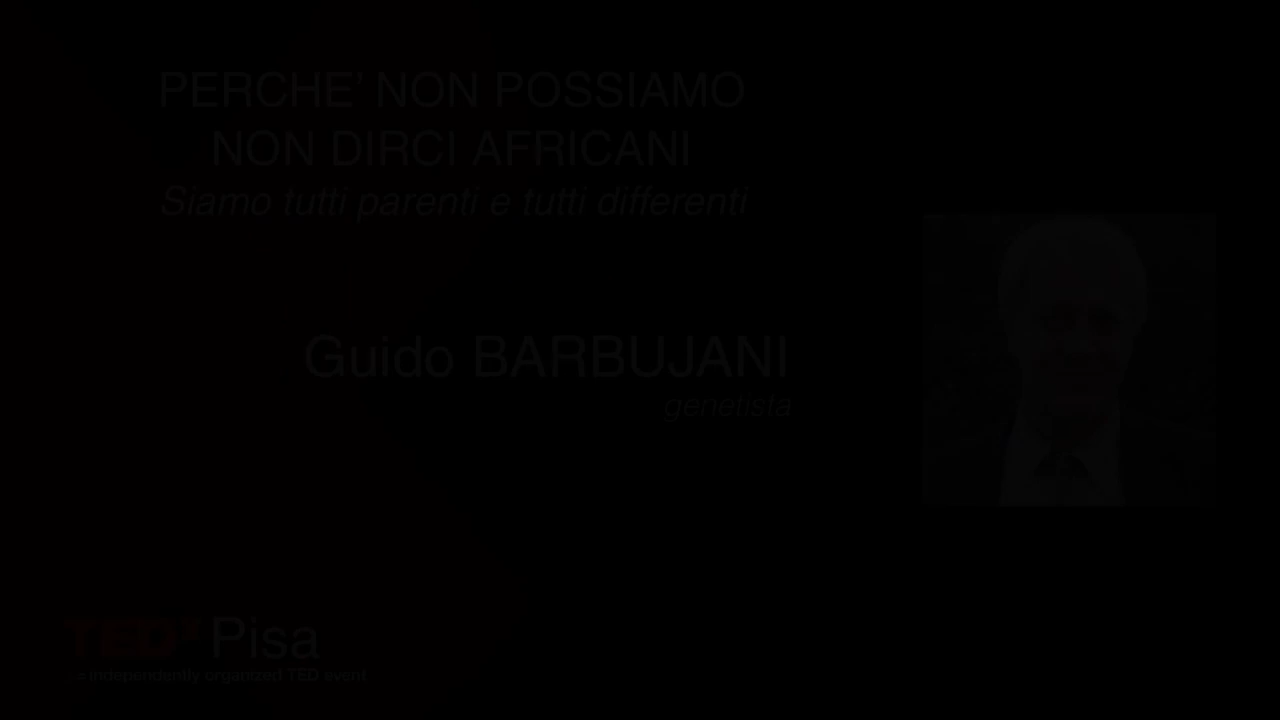 PERCHE' NON POSSIAMO
NON DIRCI AFRICANI
Siamo tutti parenti e tutti differenti
Guido BARBUJANI
genetista
TEDx Pisa
x = independently organized TED event